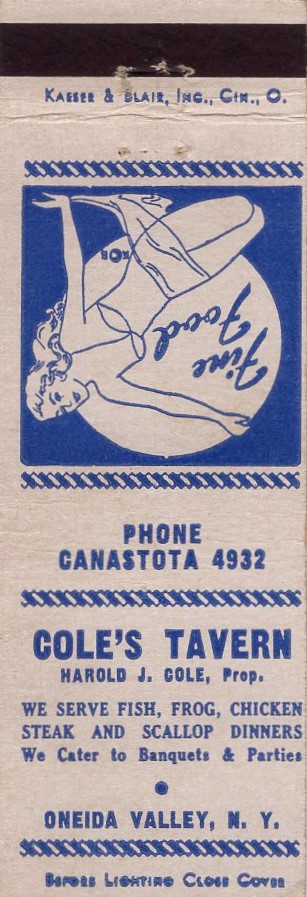 KAESER & BLAIR, INC., CIN., O.
KCB
Fine
Food
PHONE
CANASTOTA 4932
COLE'S TAVERN
HAROLD J. COLE, Prop.
WE SERVE FISH, FROG, CHICKEN
STEAK AND SCALLOP DINNERS
We Cater to Banquets & Parties
ONEIDA VALLEY, N. Y.
BEFORE LIGHTING CLOSE COVER